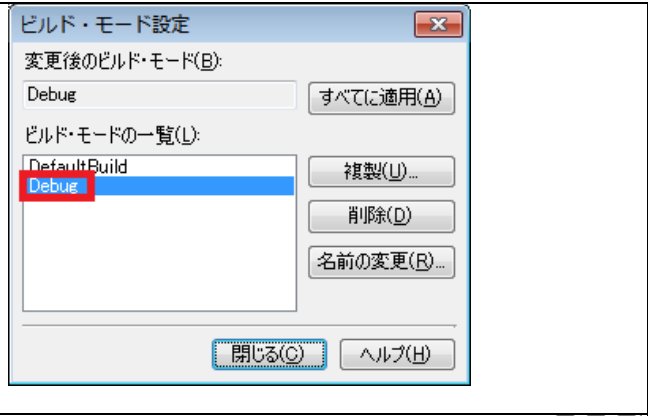 ビルド・モード設定
変更後のビルド・モード(B):
Debug
すべてに適用(A)
ビルド・モードの一覧(L):
DefaultBuild
Debug
複製(U)...
削除(D)
名前の変更(R)...
閉じる(C)
ヘルプ(H)